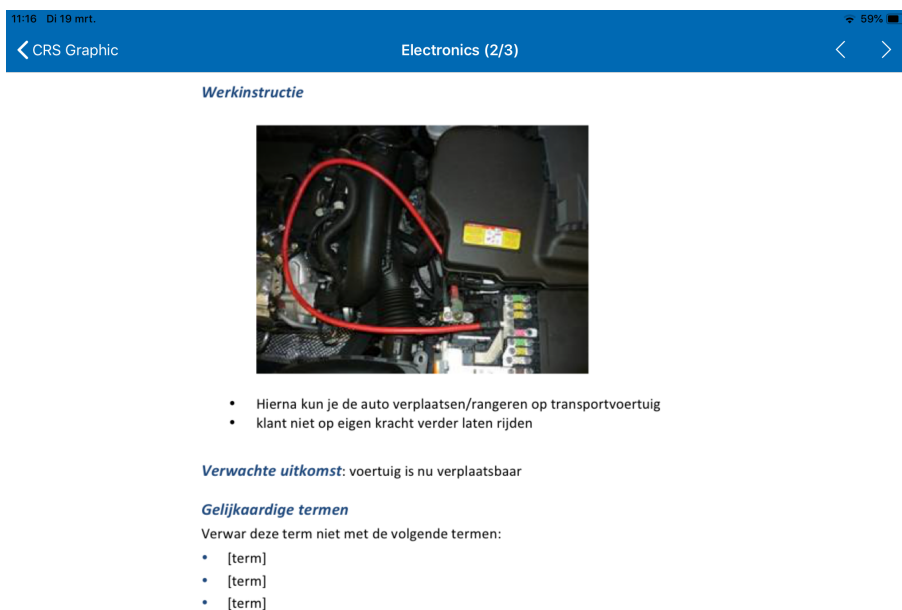 11:16 Di 19 mrt.
59%
CRS Graphic
Electronics (2/3)
Werkinstructie
• Hierna kun je de auto verplaatsen/rangeren op transportvoertuig
• klant niet op eigen kracht verder laten rijden
Verwachte uitkomst: voertuig is nu verplaatsbaar
Gelijkaardige termen
Verwar deze term niet met de volgende termen:
• [term]
• [term]
• [term]